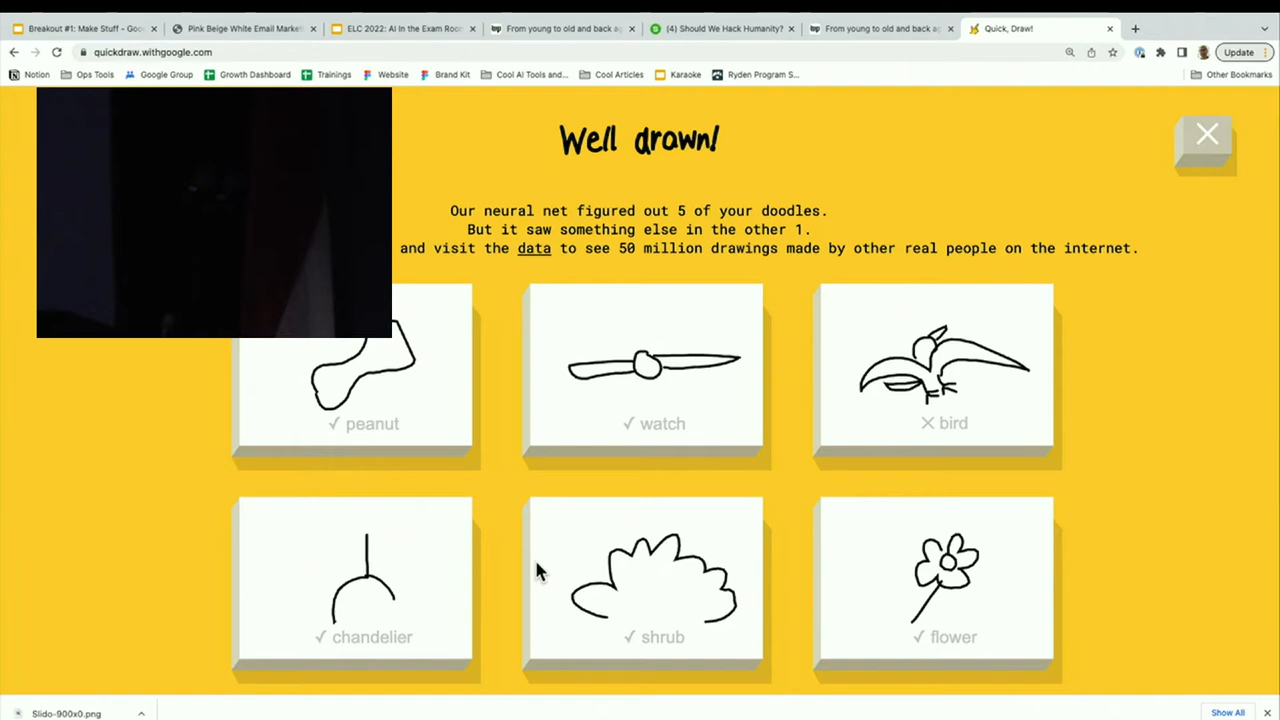 Breakout #1: Make Stuff - Goo
Pink Beige White Email Market
ELC 2022: AI In the Exam Roo
From young to old and back ag
(4) Should We Hack Humanity?
From young to old and back ag
Quick, Draw!
quickdraw.withgoogle.com
Update
Notion
Ops Tools
Google Group
Growth Dashboard
Trainings
Website
Brand Kit
Cool AI Tools and...
Cool Articles
Karaoke
Ryden Program S...
Other Bookmarks
Well drawn!
Our neural net figured out 5 of your doodles.
But it saw something else in the other 1.
and visit the data to see 50 million drawings made by other real people on the internet.
✓ peanut
✓ watch
✕ bird
✓ chandelier
✓ shrub
✓ flower
Slido-900x0.png
Show All